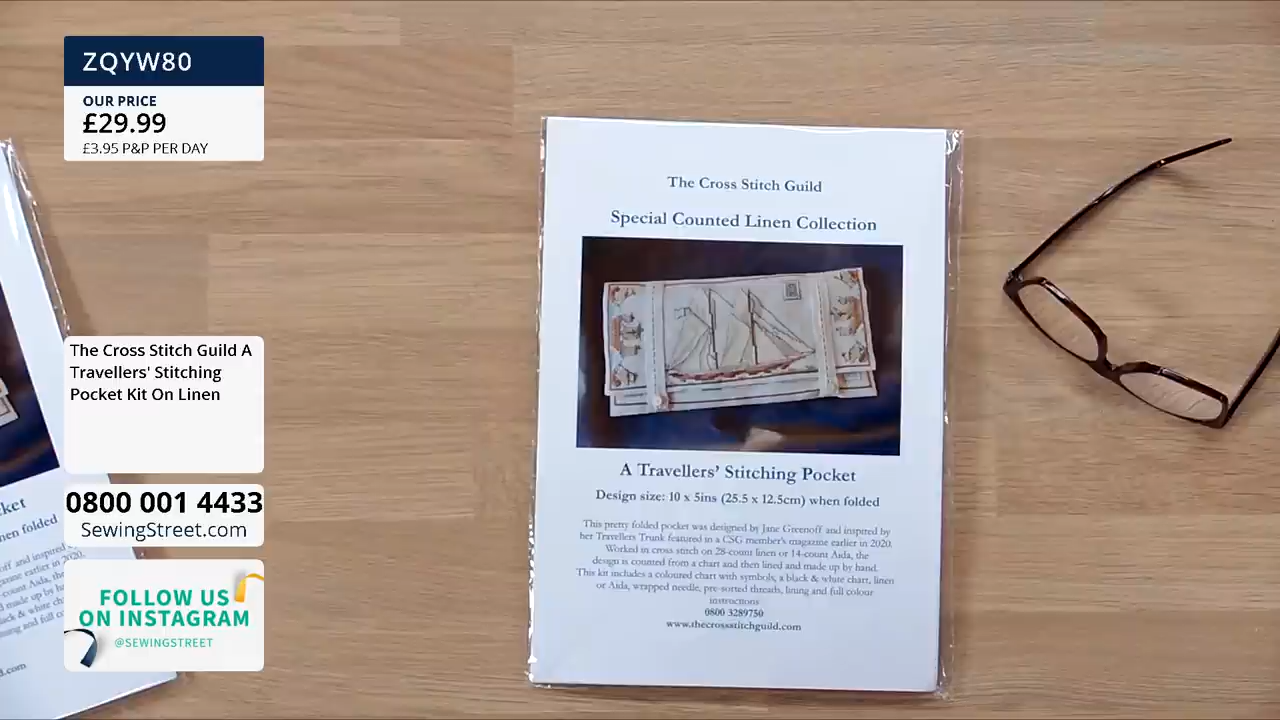 ZQYW80
OUR PRICE
£29.99
£3.95 P&P PER DAY
The Cross Stitch Guild A
Travellers' Stitching
Pocket Kit On Linen
0800 001 4433
SewingStreet.com
FOLLOW US
ON INSTAGRAM
@SEWINGSTREET
The Cross Stitch Guild
Special Counted Linen Collection
A Travellers' Stitching Pocket
Design size: 10 x 5ins (25.5 x 12.5cm) when folded
This pretty folded pocket was designed by Jane Greenoff and inspired by
her Travellers Trunk featured in a CSG member's magazine earlier in 2020.
Worked in cross stitch on 28-count linen or 14-count Aida, the
design is counted from a chart and then lined and made up by hand.
This kit includes a coloured chart with symbols, a black & white chart, linen
or Aida, wrapped needle, pre-sorted threads, lining and full colour
instructions
0800 3289750
www.thecrossstitchguild.com